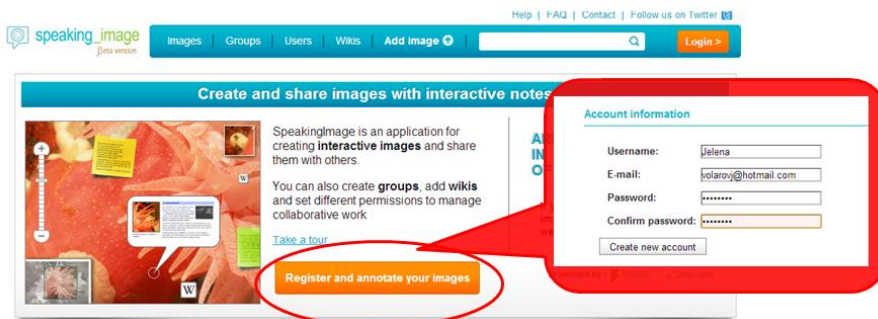 Help | FAQ | Contact | Follow us on Twitter
speaking_image
βeta version
Images | Groups | Users | Wikis | Add image
Login >
Create and share images with interactive notes
SpeakingImage is an application for
creating interactive images and share
them with others.
You can also create groups, add wikis
and set different permissions to manage
collaborative work
Take a tour
Register and annotate your images
W
W
Account information
Username: Jelena
E-mail: volarovj@hotmail.com
Password: ••••••••
Confirm password: ••••••••
Create new account